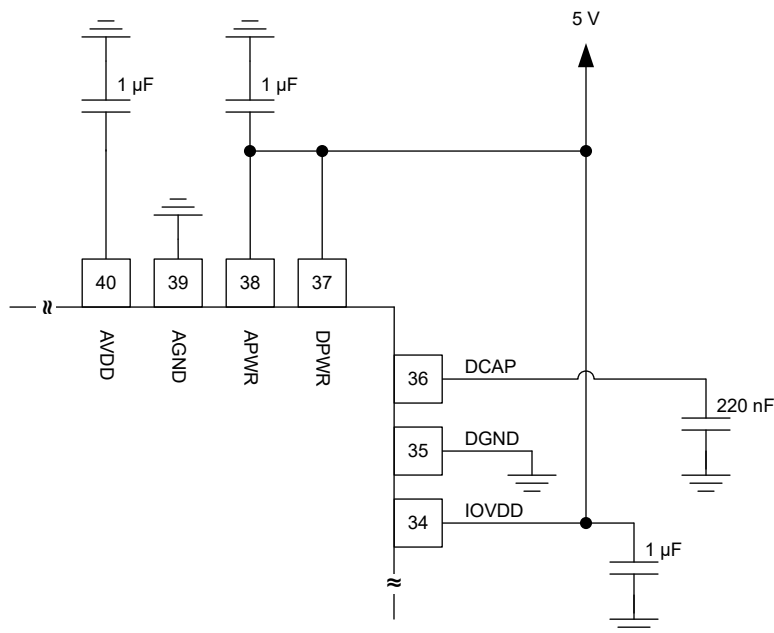 5 V
1 µF
1 µF
40
39
38
37
AVDD
AGND
APWR
DPWR
36
DCAP
220 nF
35
DGND
34
IOVDD
1 µF